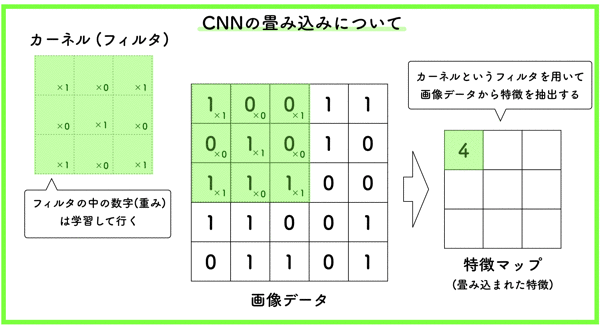 CNNの畳み込みについて
カーネル（フィルタ）
×1 ×0 ×1
×0 ×1 ×0
×1 ×0 ×1
フィルタの中の数字(重み)
は学習して行く
1×1 0×0 0×1 1 1
0×0 1×1 0×0 1 0
1×1 1×0 1×1 0 0
1 1 0 0 1
0 1 1 0 1
画像データ
カーネルというフィルタを用いて
画像データから特徴を抽出する
4
特徴マップ
(畳み込まれた特徴)